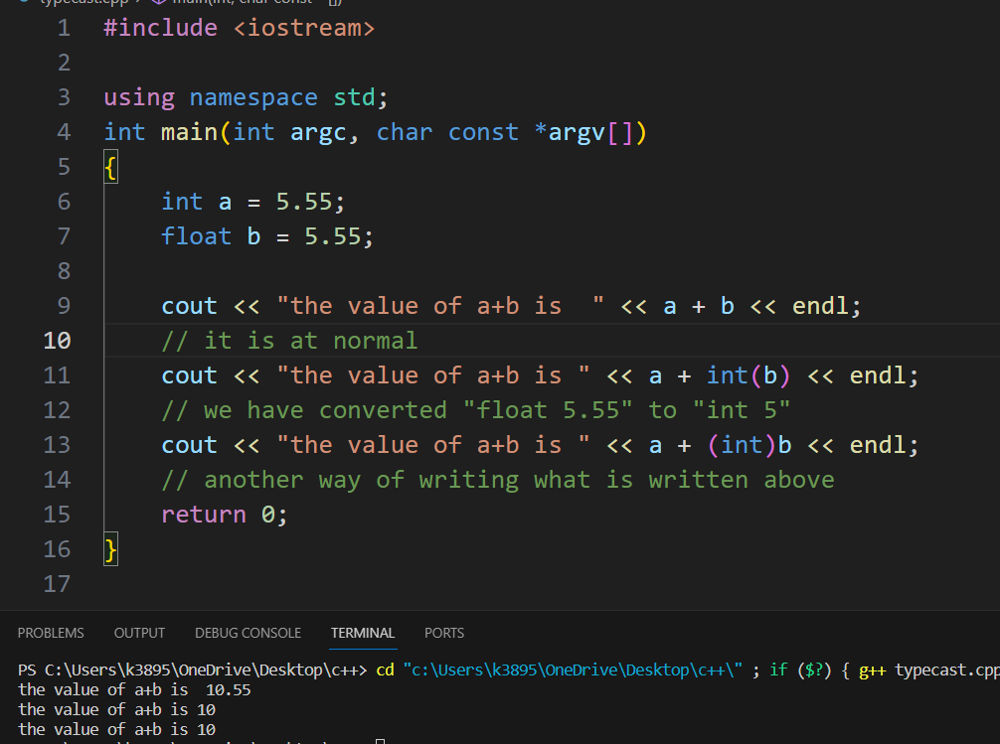 typecast.cpp > main(int, char const * [])
1 #include <iostream>
2
3 using namespace std;
4 int main(int argc, char const *argv[])
5 {
6     int a = 5.55;
7     float b = 5.55;
8
9     cout << "the value of a+b is  " << a + b << endl;
10     // it is at normal
11     cout << "the value of a+b is " << a + int(b) << endl;
12     // we have converted "float 5.55" to "int 5"
13     cout << "the value of a+b is " << a + (int)b << endl;
14     // another way of writing what is written above
15     return 0;
16 }
17
PROBLEMS OUTPUT DEBUG CONSOLE TERMINAL PORTS
PS C:\Users\k3895\OneDrive\Desktop\c++> cd "c:\Users\k3895\OneDrive\Desktop\c++\" ; if ($?) { g++ typecast.cpp
the value of a+b is  10.55
the value of a+b is 10
the value of a+b is 10